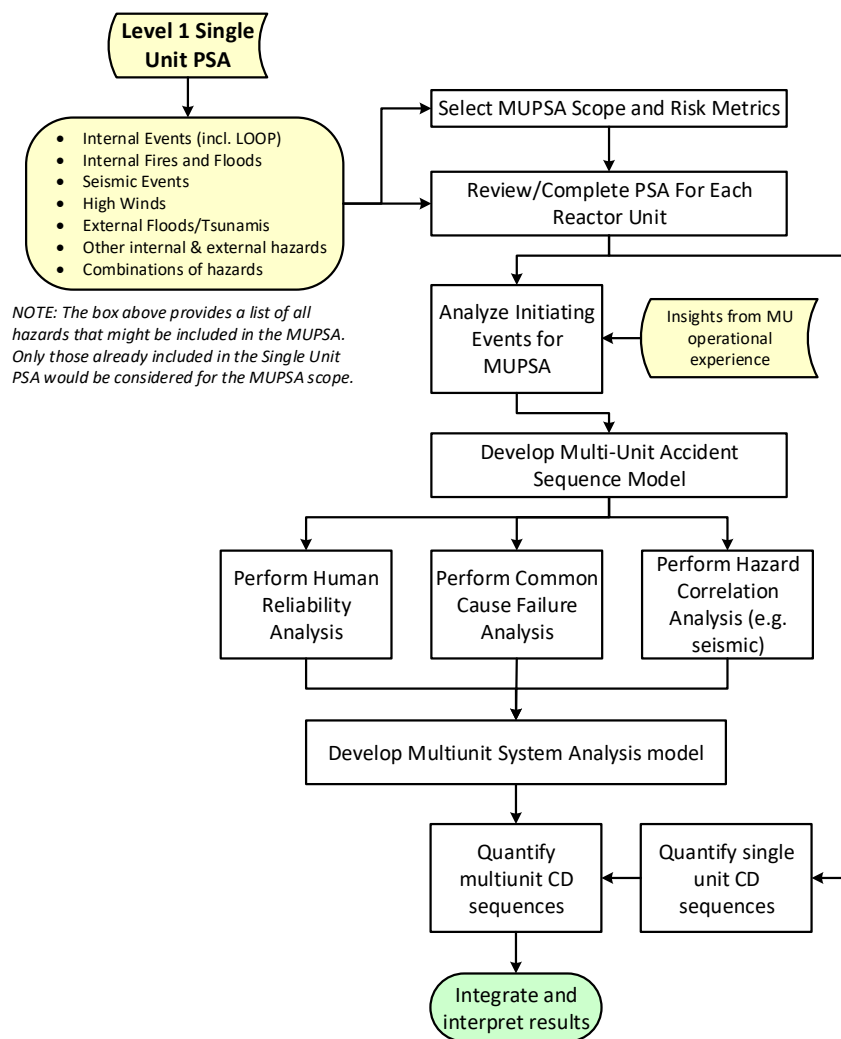 Level 1 Single
Unit PSA
Select MUPSA Scope and Risk Metrics
• Internal Events (incl. LOOP)
• Internal Fires and Floods
• Seismic Events
• High Winds
• External Floods/Tsunamis
• Other internal & external hazards
• Combinations of hazards
Review/Complete PSA For Each
Reactor Unit
NOTE: The box above provides a list of all
hazards that might be included in the MUPSA.
Only those already included in the Single Unit
PSA would be considered for the MUPSA scope.
Analyze Initiating
Events for
MUPSA
Insights from MU
operational
experience
Develop Multi-Unit Accident
Sequence Model
Perform Human
Reliability
Analysis
Perform Common
Cause Failure
Analysis
Perform Hazard
Correlation
Analysis (e.g.
seismic)
Develop Multiunit System Analysis model
Quantify
multiunit CD
sequences
Quantify single
unit CD
sequences
Integrate and
interpret results